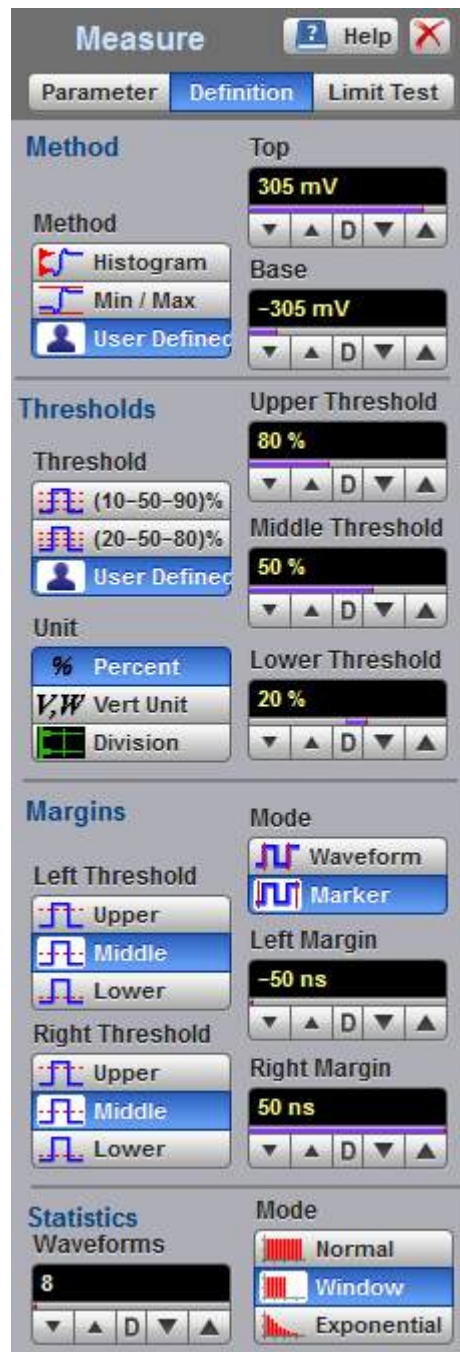 Measure
? Help
Parameter Definition Limit Test
Method
Method
Histogram
Min / Max
User Defined
Top
305 mV
D
Base
−305 mV
D
Thresholds
Threshold
(10−50−90)%
(20−50−80)%
User Defined
Unit
% Percent
V,W Vert Unit
Division
Upper Threshold
80 %
D
Middle Threshold
50 %
D
Lower Threshold
20 %
D
Margins
Left Threshold
Upper
Middle
Lower
Right Threshold
Upper
Middle
Lower
Mode
Waveform
Marker
Left Margin
−50 ns
D
Right Margin
50 ns
D
Statistics
Waveforms
8
D
Mode
Normal
Window
Exponential